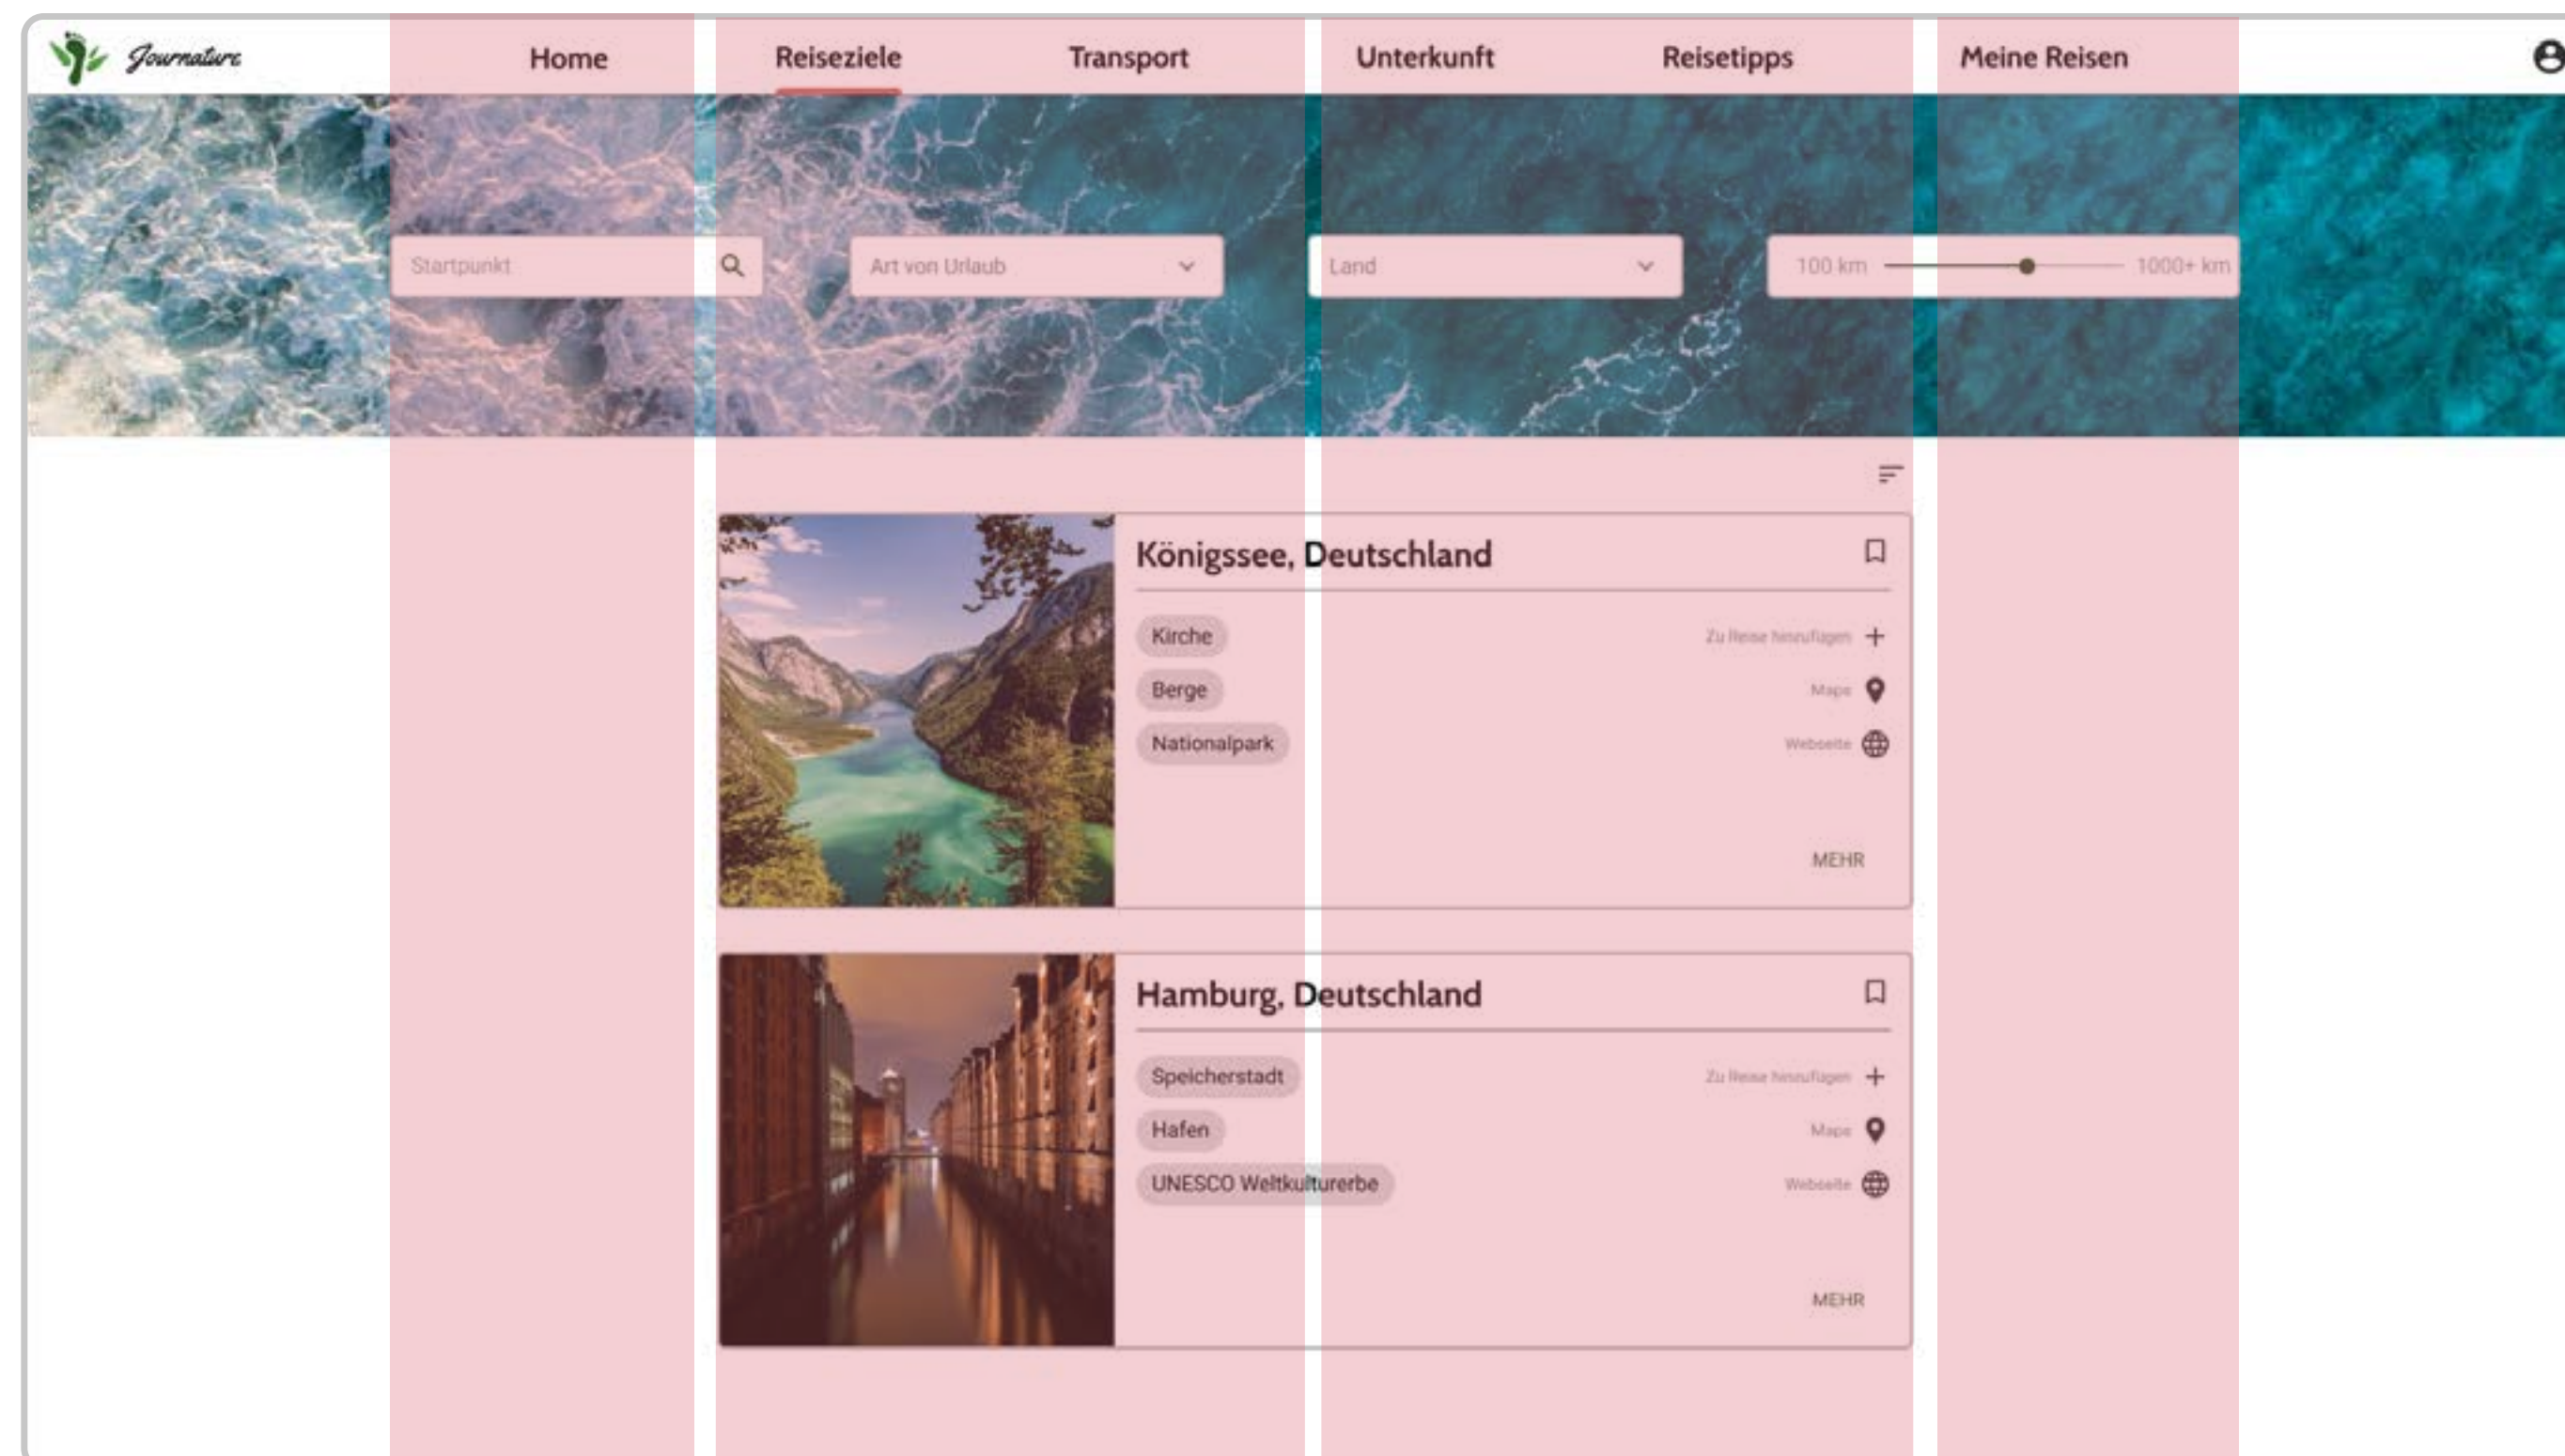 Journature Home Reiseziele Transport Unterkunft Reisetipps Meine Reisen
Startpunkt Art von Urlaub Land 100 km 1000+ km
Königssee, Deutschland
Kirche Zu Reise hinzufügen
Berge Maps
Nationalpark Webseite
MEHR
Hamburg, Deutschland
Speicherstadt Zu Reise hinzufügen
Hafen Maps
UNESCO Weltkulturerbe Webseite
MEHR